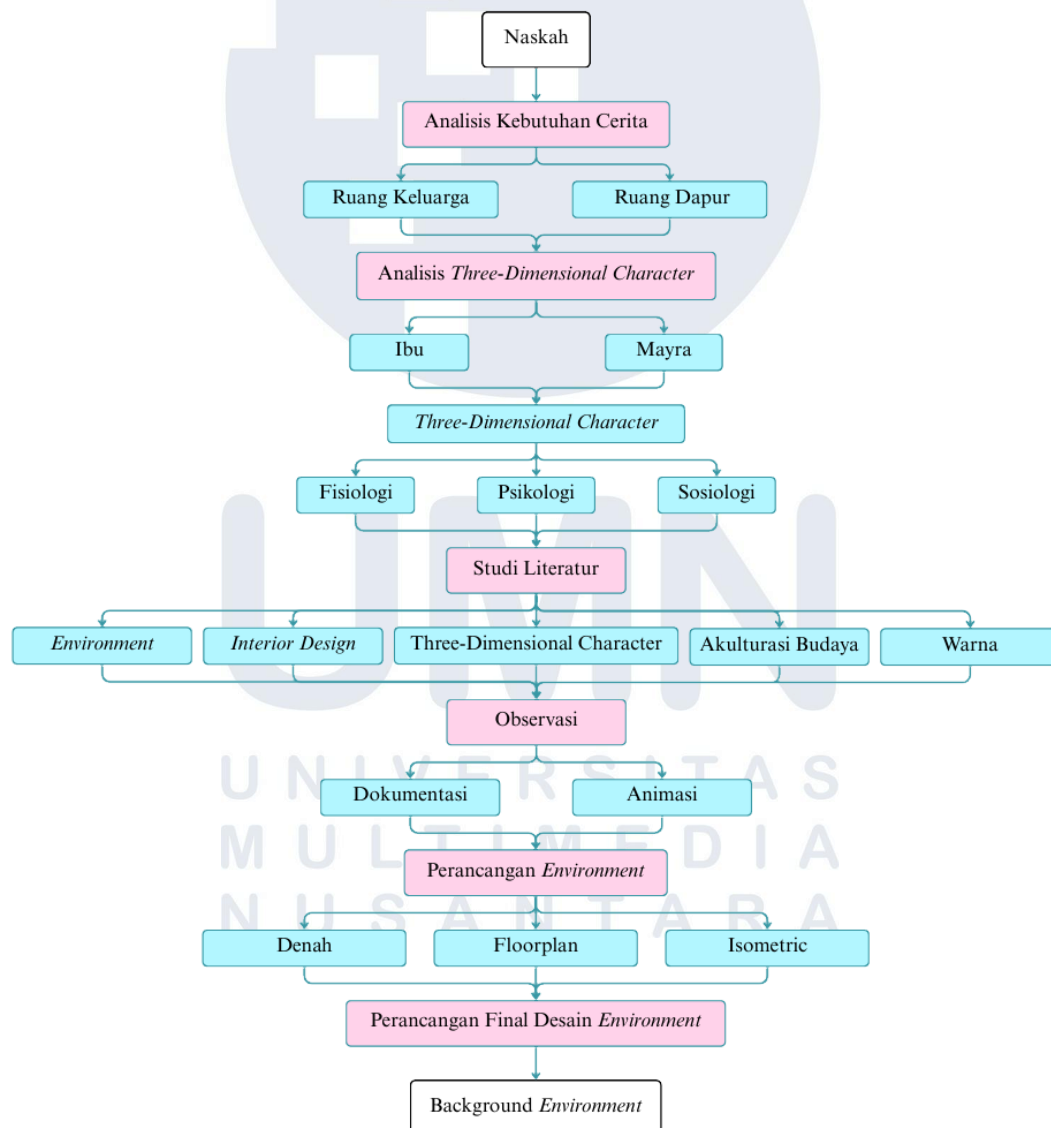 Naskah
Analisis Kebutuhan Cerita
Ruang Keluarga
Ruang Dapur
Analisis Three-Dimensional Character
Ibu
Mayra
Three-Dimensional Character
Fisiologi
Psikologi
Sosiologi
Studi Literatur
Environment
Interior Design
Three-Dimensional Character
Akulturasi Budaya
Warna
Observasi
Dokumentasi
Animasi
Perancangan Environment
Denah
Floorplan
Isometric
Perancangan Final Desain Environment
Background Environment
UMN
UNIVERSITAS
MULTIMEDIA
NUSANTARA